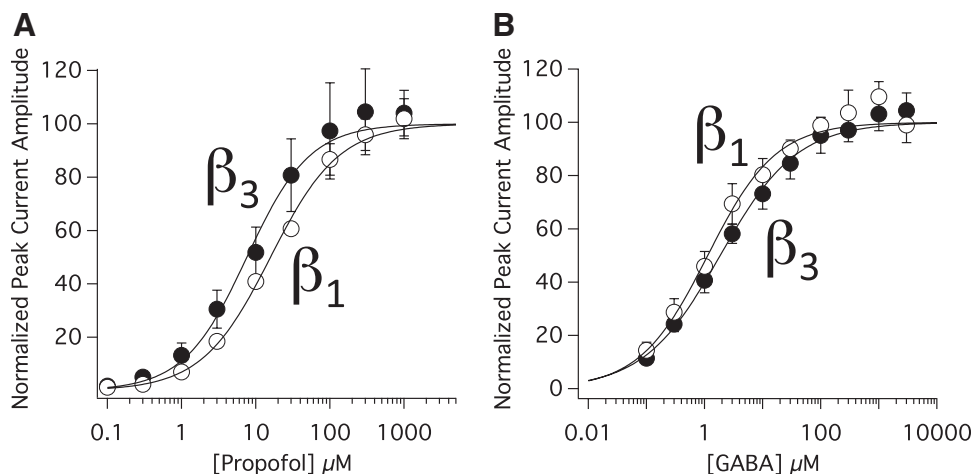 A
Normalized Peak Current Amplitude
120
100
80
60
40
20
β3
β1
0.1 1 10 100 1000
[Propofol] µM
B
Normalized Peak Current Amplitude
120
100
80
60
40
20
0
β1
β3
0.01 1 100 10000
[GABA] µM